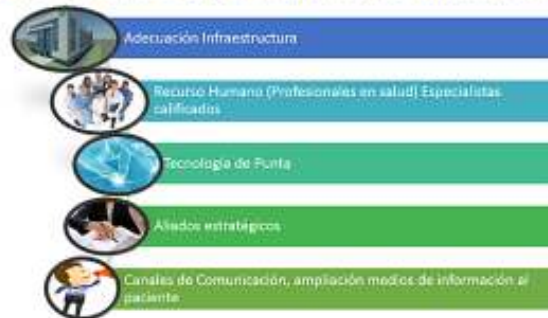 Adecuación Infraestructura
Recurso Humano (Profesionales en salud) Especialistas
calificados
Tecnología de Punta
Aliados estratégicos
Canales de Comunicación, ampliación medios de información al
paciente